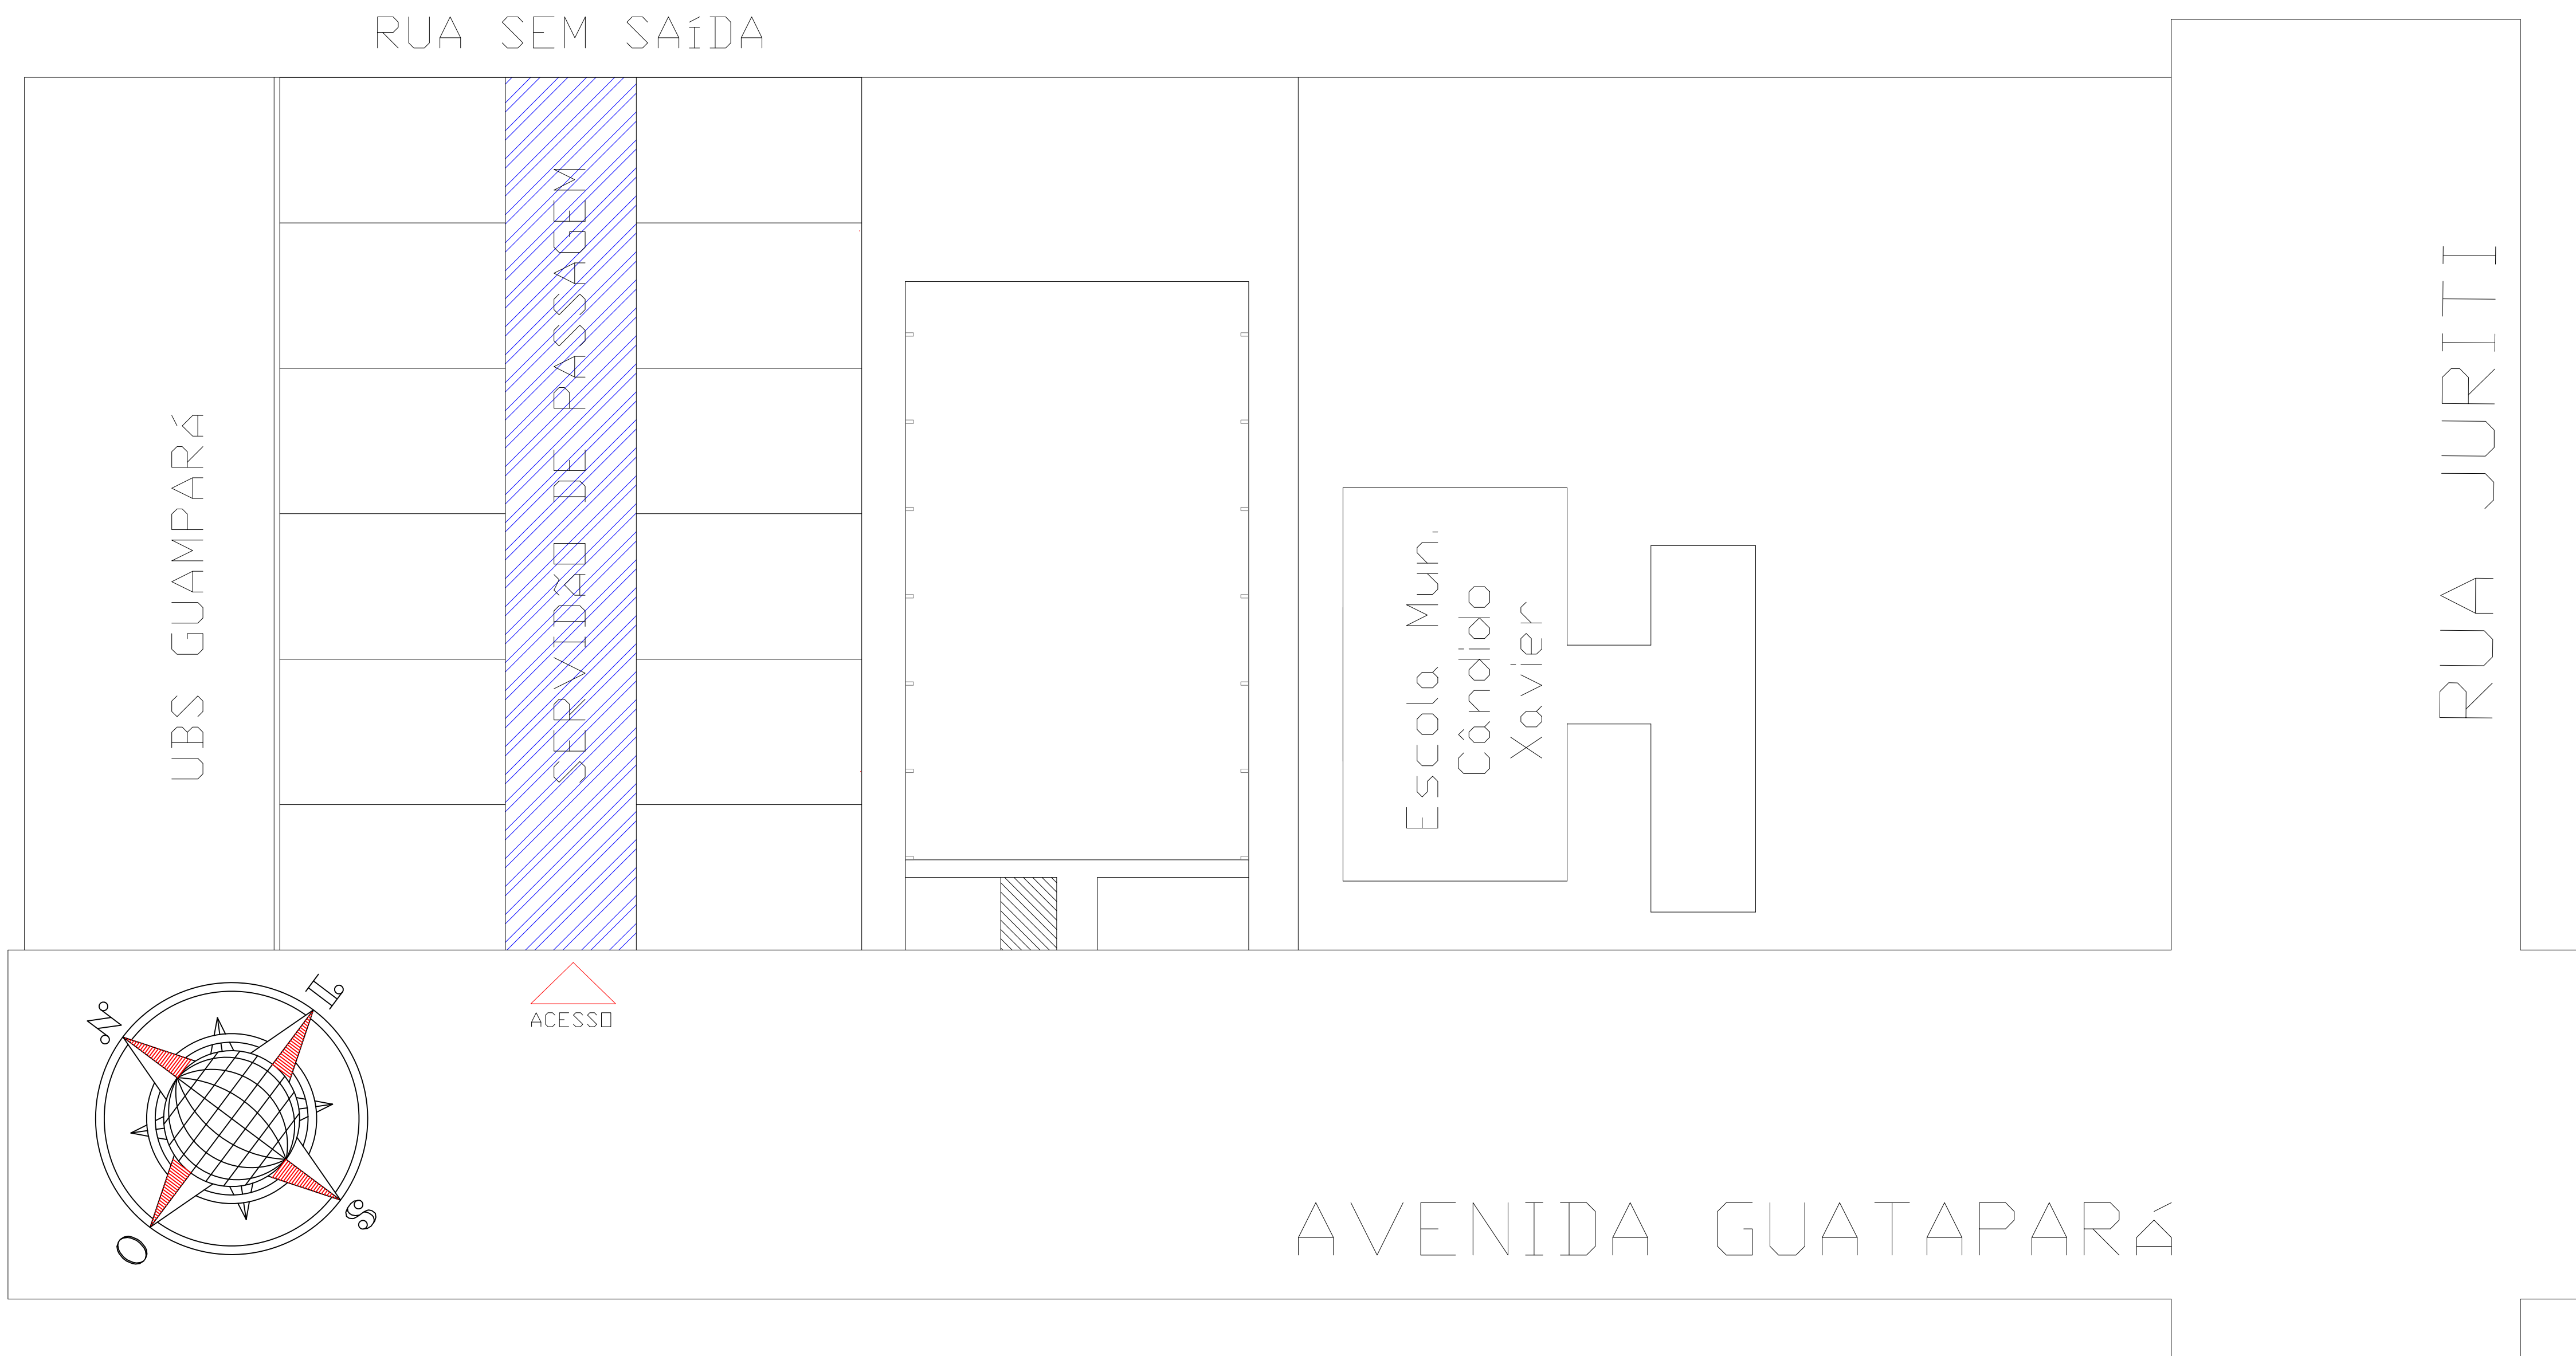 RUA SEM SAíDA
UBS GUAMPARá
SERVIDãO DE PASSAGEM
Escola Mun.
Cândido
Xavier
RUA JURITI
ACESSO
N
L
S
O
AVENIDA GUATAPARá